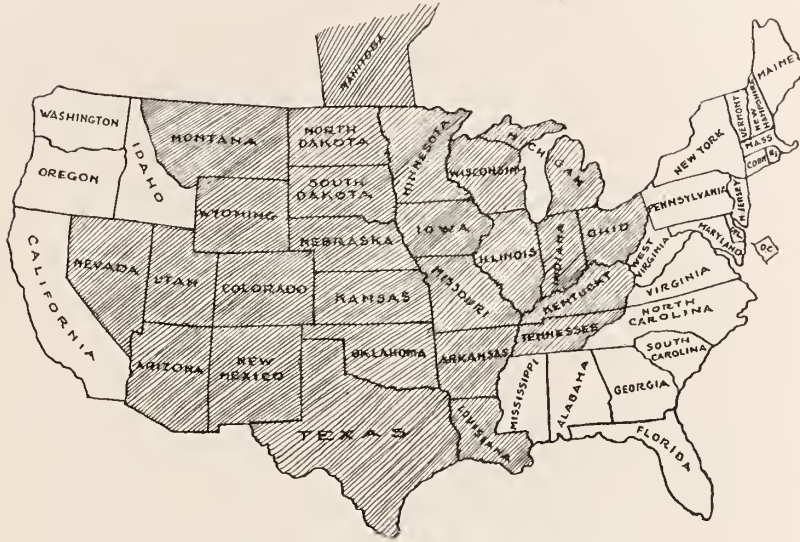 MANITOBA
WASHINGTON
OREGON
IDAHO
MONTANA
NORTH
DAKOTA
SOUTH
DAKOTA
WYOMING
NEBRASKA
NEVADA
UTAH
COLORADO
KANSAS
CALIFORNIA
ARIZONA
NEW
MEXICO
OKLAHOMA
TEXAS
MINNESOTA
WISCONSIN
MICHIGAN
IOWA
ILLINOIS
INDIANA
OHIO
MISSOURI
KENTUCKY
TENNESSEE
ARKANSAS
LOUISIANA
MISSISSIPPI
ALABAMA
GEORGIA
FLORIDA
SOUTH
CAROLINA
NORTH
CAROLINA
VIRGINIA
WEST
VIRGINIA
MARYLAND
D.C.
PENNSYLVANIA
N. JERSEY
NEW YORK
CONN
MASS
VERMONT
NEW
HAMPSHIRE
MAINE